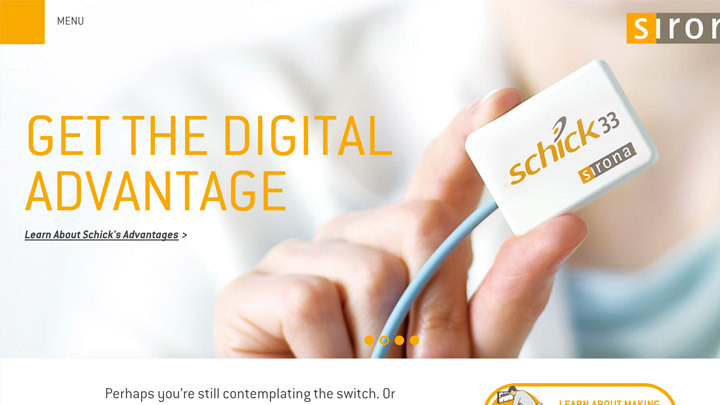 MENU
siror
GET THE DIGITAL
ADVANTAGE
Learn About Schick's Advantages >
schick 33
sirona
Perhaps you're still contemplating the switch. Or
LEARN ABOUT MAKING